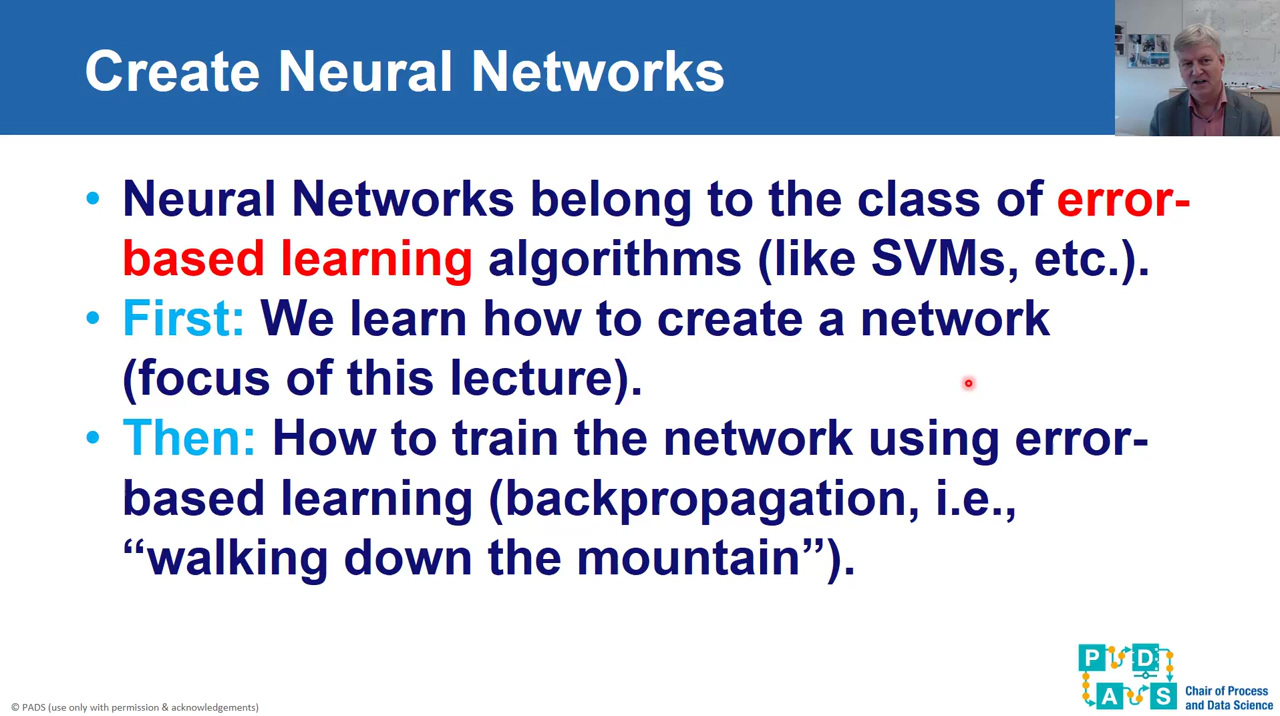 Create Neural Networks
• Neural Networks belong to the class of error-
based learning algorithms (like SVMs, etc.).
• First: We learn how to create a network
(focus of this lecture).
• Then: How to train the network using error-
based learning (backpropagation, i.e.,
“walking down the mountain”).
P D
A S
Chair of Process
and Data Science
© PADS (use only with permission & acknowledgements)